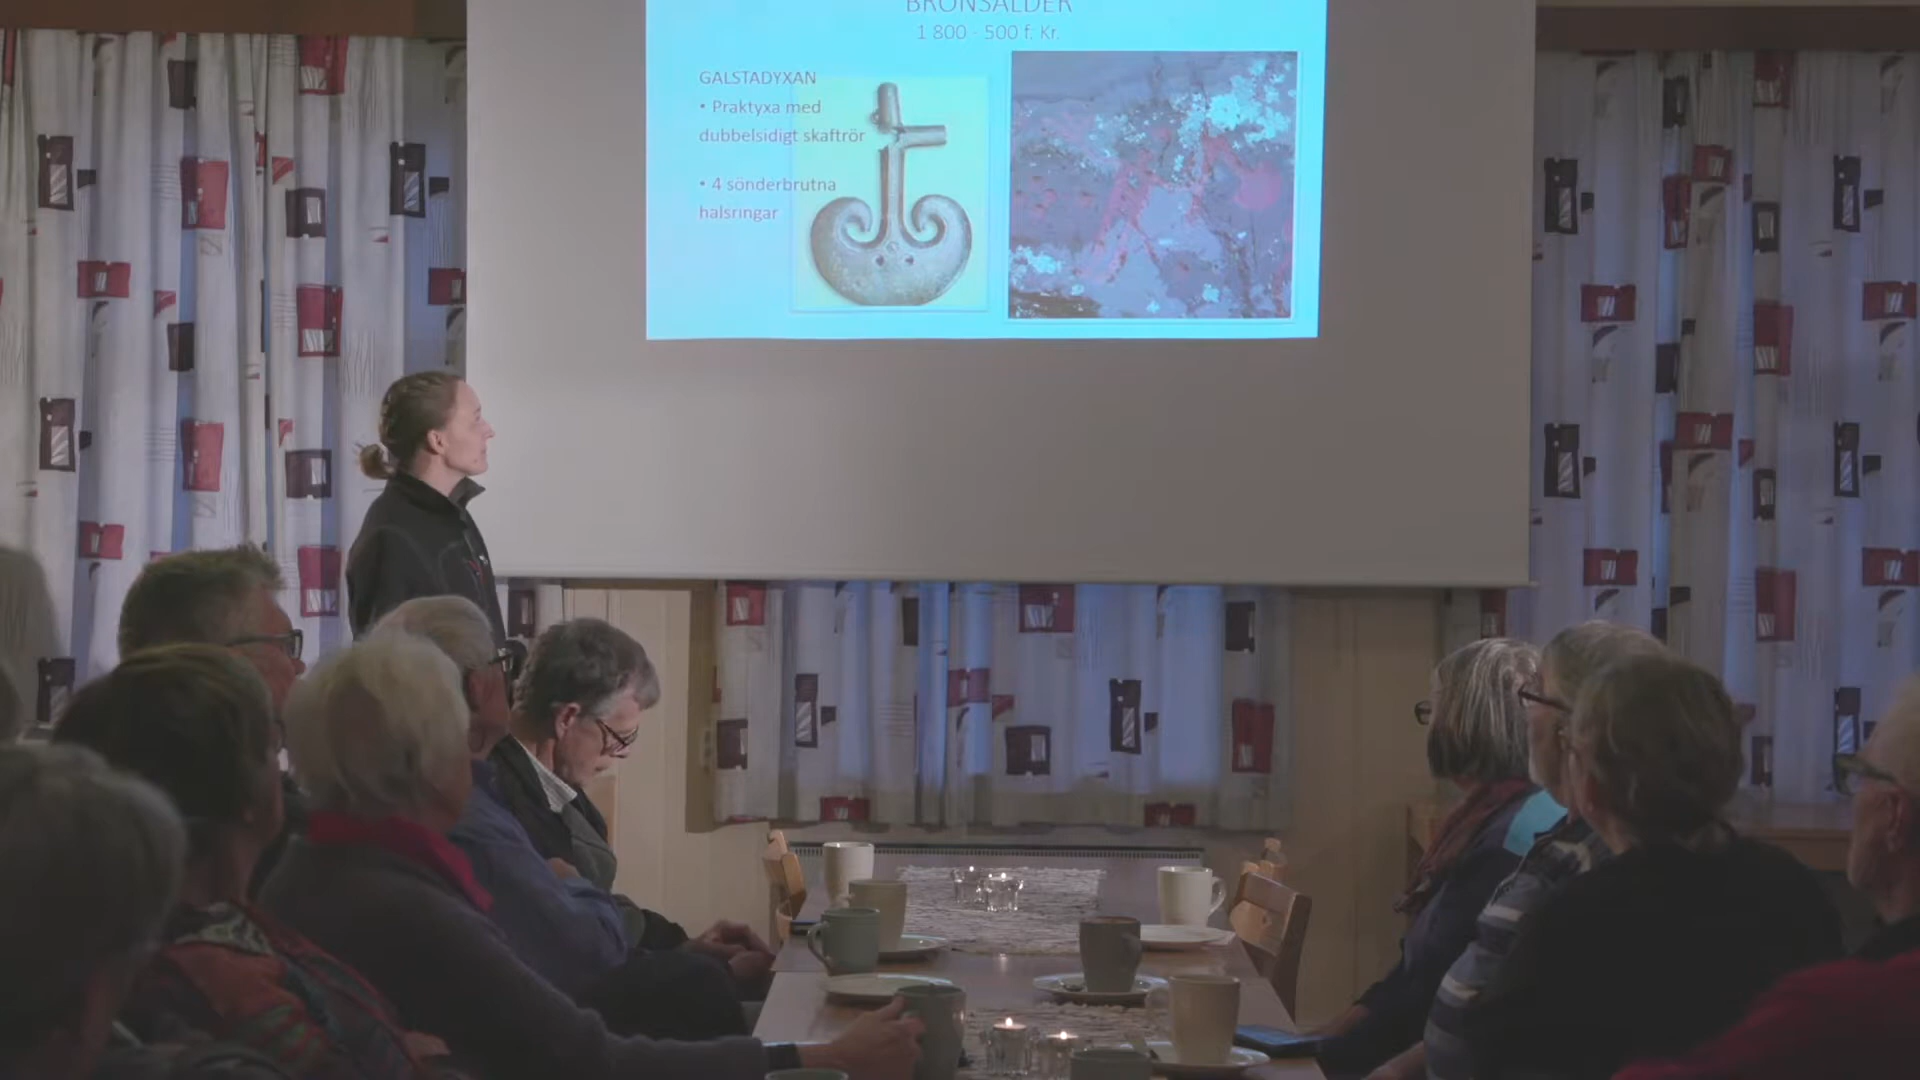 BRONSÅLDER
1 800 - 500 f. Kr.
GALSTADYXAN
• Praktyxa med
dubbelsidigt skaftrör
• 4 sönderbrutna
halsringar